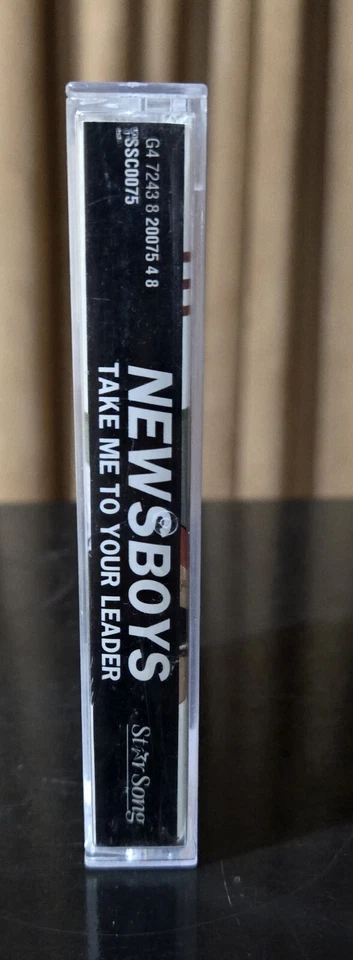 G4 7243 8 20075 4 8
SSC0075
NEWSBOYS
TAKE ME TO YOUR LEADER
StarSong